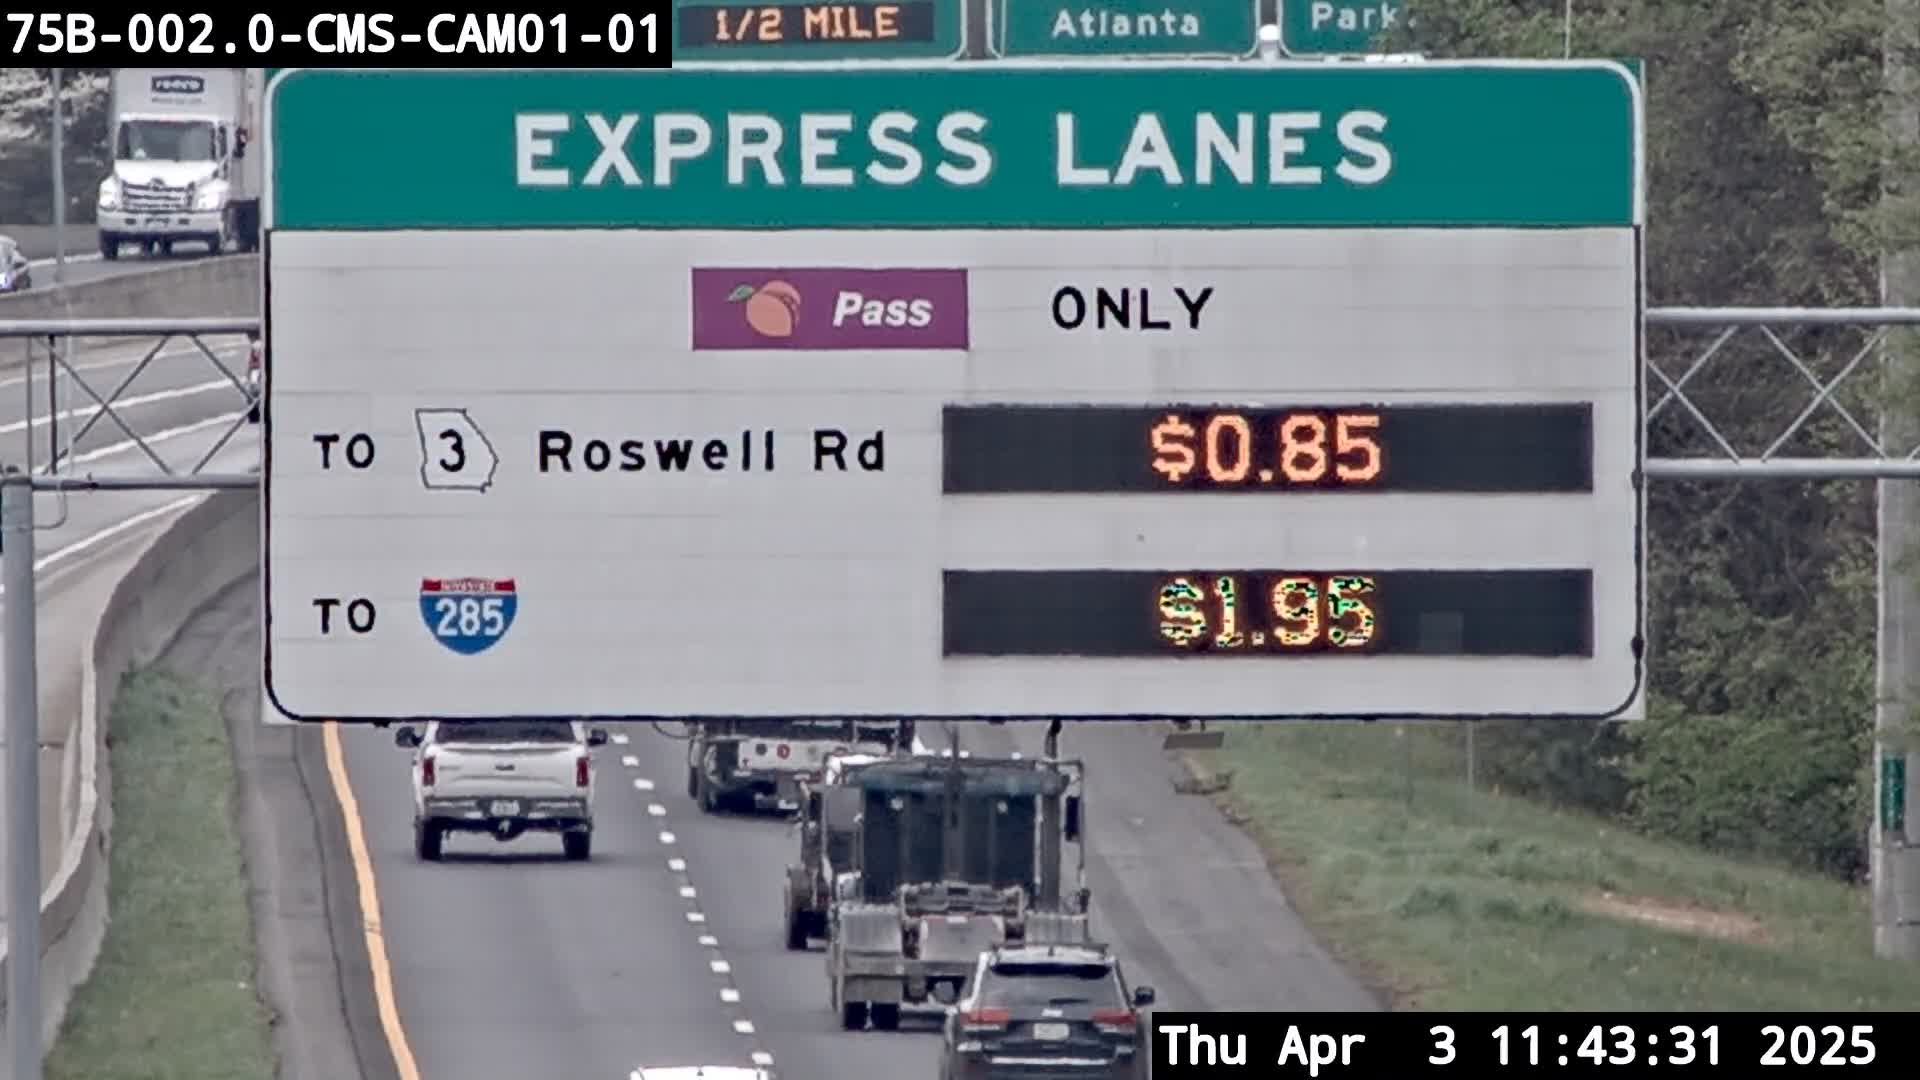 75B-002.0-CMS-CAM01-01
1/2 MILE
Atlanta
Park
EXPRESS LANES
Pass ONLY
TO 3 Roswell Rd $0.85
TO INTERSTATE 285 $1.95
Thu Apr 3 11:43:31 2025